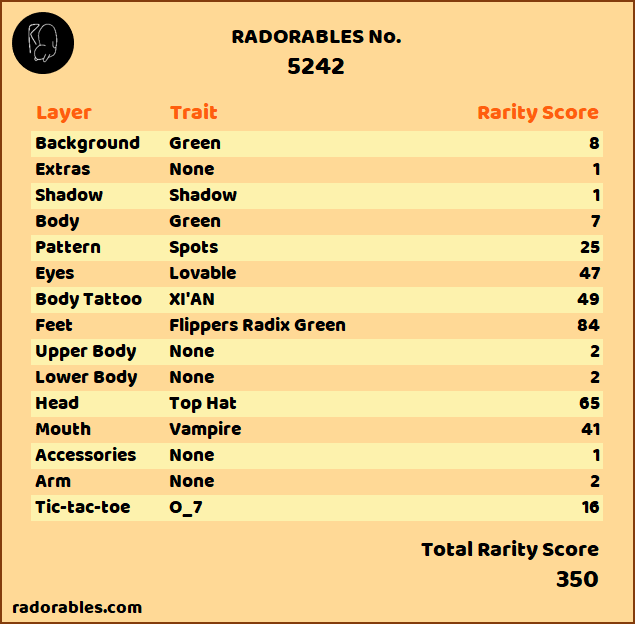 RADORABLES No.
5242
Layer Trait Rarity Score
Background Green 8
Extras None 1
Shadow Shadow 1
Body Green 7
Pattern Spots 25
Eyes Lovable 47
Body Tattoo XI'AN 49
Feet Flippers Radix Green 84
Upper Body None 2
Lower Body None 2
Head Top Hat 65
Mouth Vampire 41
Accessories None 1
Arm None 2
Tic-tac-toe O_7 16
Total Rarity Score
350
radorables.com